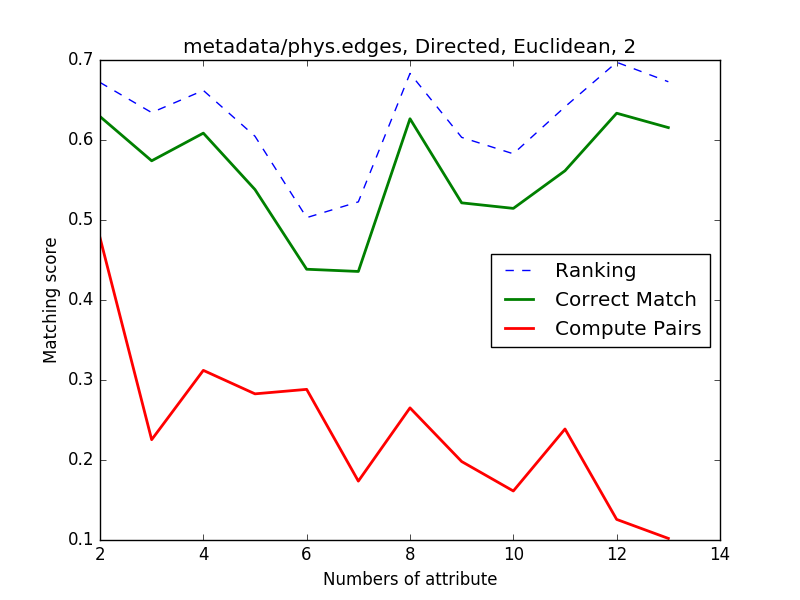 metadata/phys.edges, Directed, Euclidean, 2
0.7
0.6
0.5
0.4
0.3
0.2
0.1
Matching score
Ranking
Correct Match
Compute Pairs
2 4 6 8 10 12 14
Numbers of attribute